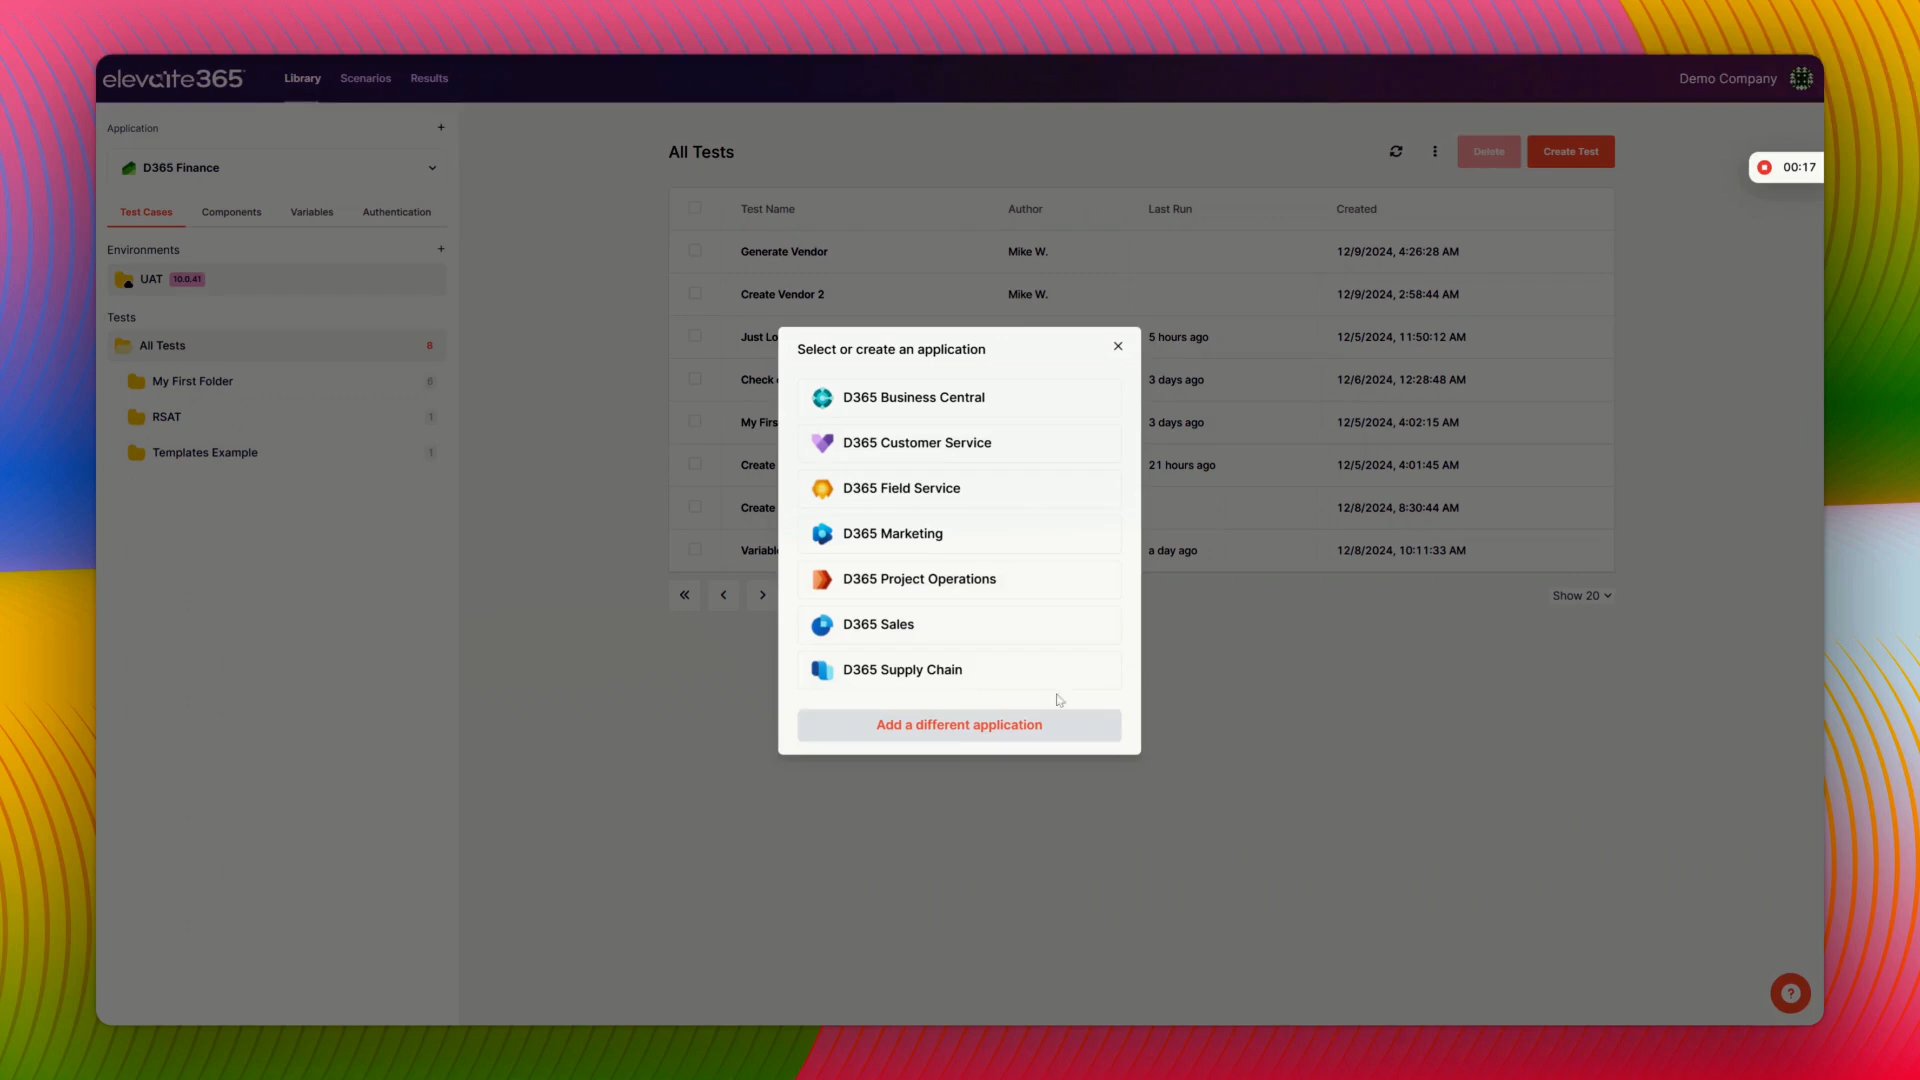 elevaite365
Library
Scenarios
Results
Demo Company
Application
D365 Finance
Test Cases
Components
Variables
Authentication
Environments
UAT 10.0.41
Tests
All Tests 8
My First Folder 6
RSAT 1
Templates Example 1
All Tests
Delete
Create Test
00:17
Test Name Author Last Run Created
Generate Vendor Mike W. 12/9/2024, 4:26:28 AM
Create Vendor 2 Mike W. 12/9/2024, 2:58:44 AM
Just Lo 5 hours ago 12/5/2024, 11:50:12 AM
Check 3 days ago 12/6/2024, 12:28:48 AM
My Firs 3 days ago 12/5/2024, 4:02:15 AM
Create 21 hours ago 12/5/2024, 4:01:45 AM
Create 12/8/2024, 8:30:44 AM
Variabl a day ago 12/8/2024, 10:11:33 AM
Show 20
Select or create an application
D365 Business Central
D365 Customer Service
D365 Field Service
D365 Marketing
D365 Project Operations
D365 Sales
D365 Supply Chain
Add a different application
?